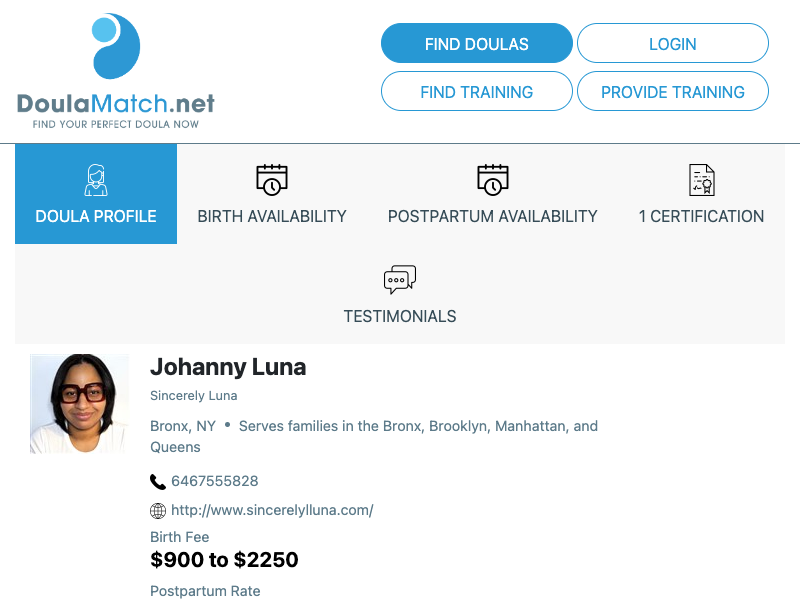 FIND DOULAS
LOGIN
FIND TRAINING
PROVIDE TRAINING
DoulaMatch.net
FIND YOUR PERFECT DOULA NOW
DOULA PROFILE
BIRTH AVAILABILITY
POSTPARTUM AVAILABILITY
1 CERTIFICATION
TESTIMONIALS
Johanny Luna
Sincerely Luna
Bronx, NY • Serves families in the Bronx, Brooklyn, Manhattan, and
Queens
6467555828
http://www.sincerelylluna.com/
Birth Fee
$900 to $2250
Postpartum Rate